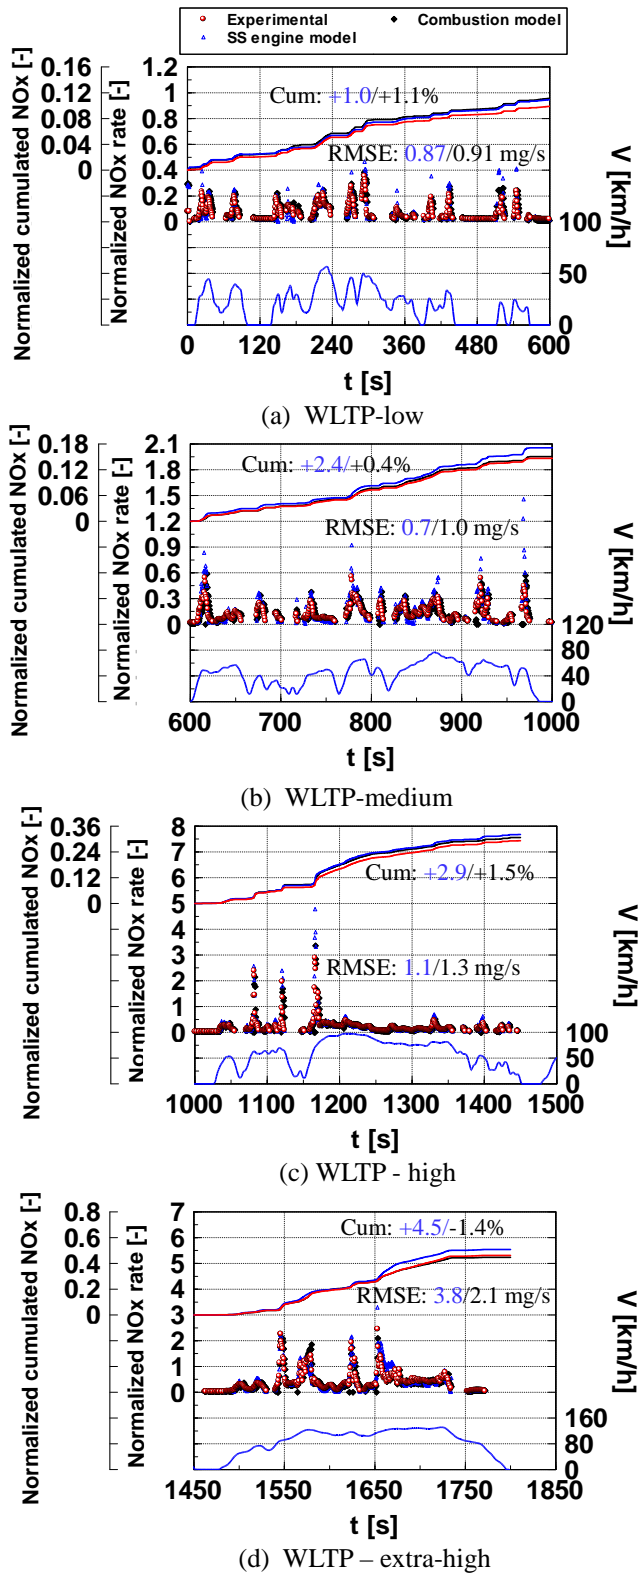 Experimental
Combustion model
SS engine model
0.16
0.12
0.08
0.04
0
Normalized cumulated NOx [-]
1.2
1
0.8
0.6
0.4
0.2
0
Normalized NOx rate [-]
Cum: +1.0/+1.1%
RMSE: 0.87/0.91 mg/s
100
50
0
V [km/h]
0 120 240 360 480 600
t [s]
(a) WLTP-low
0.18
0.12
0.06
0
Normalized cumulated NOx [-]
2.1
1.8
1.5
1.2
0.9
0.6
0.3
0
Normalized NOx rate [-]
Cum: +2.4/+0.4%
RMSE: 0.7/1.0 mg/s
120
80
40
0
V [km/h]
600 700 800 900 1000
t [s]
(b) WLTP-medium
0.36
0.24
0.12
0
Normalized cumulated NOx [-]
8
7
6
5
4
3
2
1
0
Normalized NOx rate [-]
Cum: +2.9/+1.5%
RMSE: 1.1/1.3 mg/s
100
50
0
V [km/h]
1000 1100 1200 1300 1400 1500
t [s]
(c) WLTP - high
0.8
0.6
0.4
0.2
0
Normalized cumulated NOx [-]
7
6
5
4
3
2
1
0
Normalized NOx rate [-]
Cum: +4.5/-1.4%
RMSE: 3.8/2.1 mg/s
160
80
0
V [km/h]
1450 1550 1650 1750 1850
t [s]
(d) WLTP – extra-high